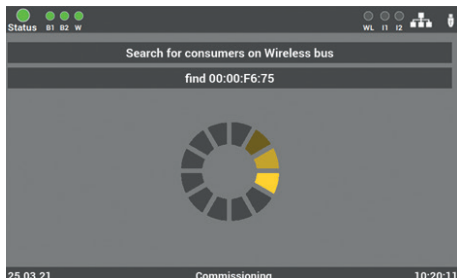 Status B1 B2 W WL I1 I2
Search for consumers on Wireless bus
find 00:00:F6:75
25.03.21 Commissioning 10:20:11